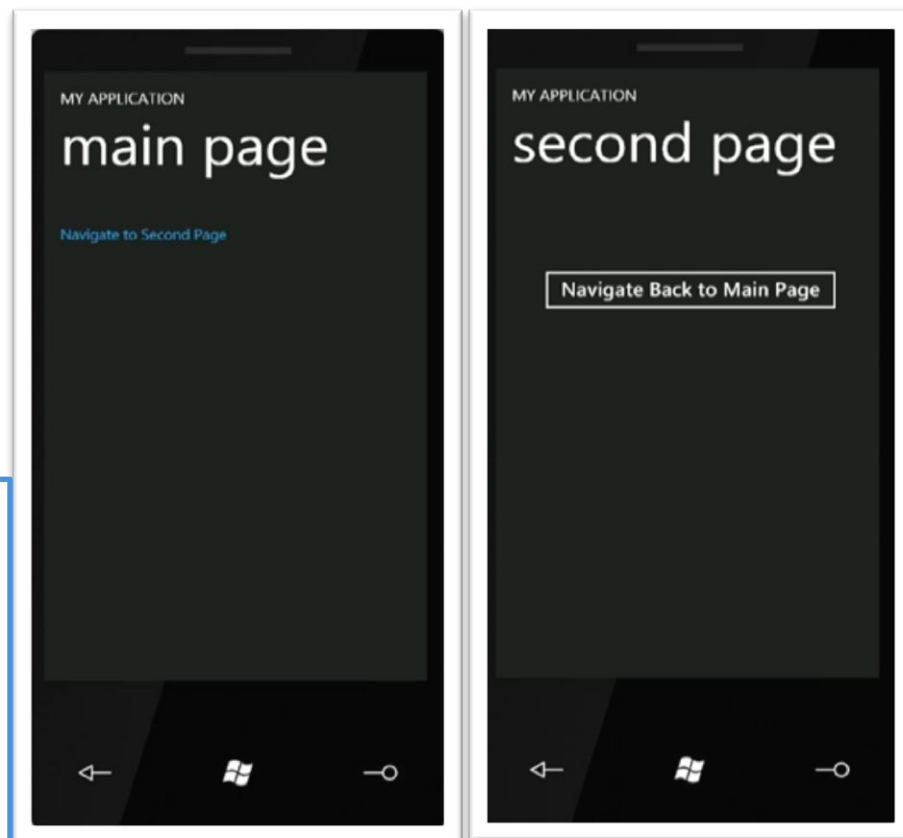 MY APPLICATION
main page
Navigate to Second Page
MY APPLICATION
second page
Navigate Back to Main Page